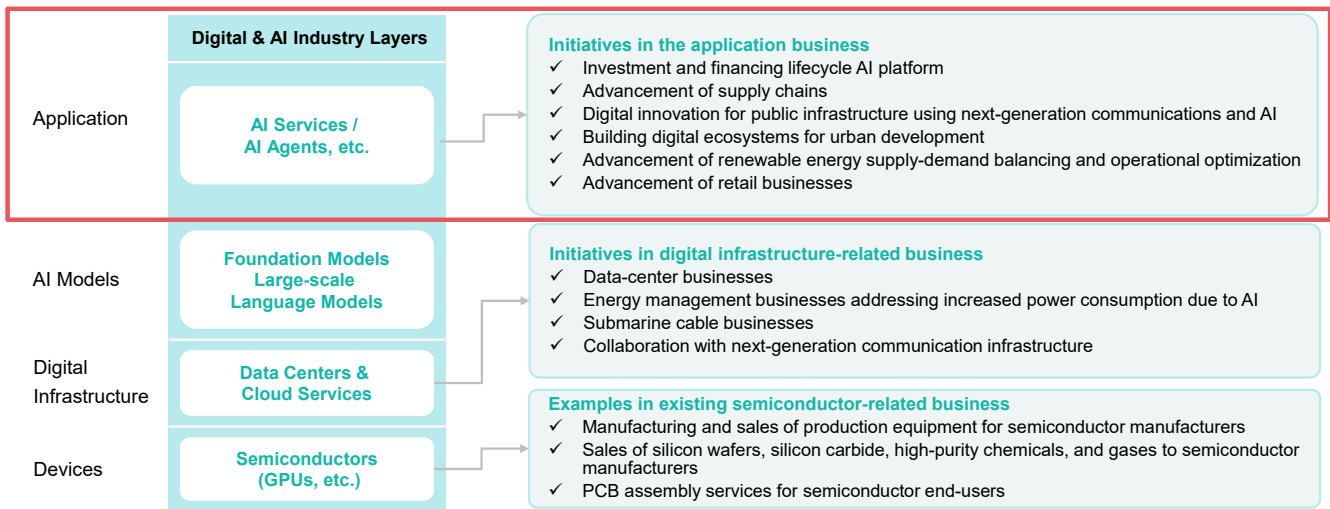 Digital & AI Industry Layers
Application
AI Services /
AI Agents, etc.
Initiatives in the application business
✓ Investment and financing lifecycle AI platform
✓ Advancement of supply chains
✓ Digital innovation for public infrastructure using next-generation communications and AI
✓ Building digital ecosystems for urban development
✓ Advancement of renewable energy supply-demand balancing and operational optimization
✓ Advancement of retail businesses
AI Models
Foundation Models
Large-scale
Language Models
Digital
Infrastructure
Data Centers &
Cloud Services
Initiatives in digital infrastructure-related business
✓ Data-center businesses
✓ Energy management businesses addressing increased power consumption due to AI
✓ Submarine cable businesses
✓ Collaboration with next-generation communication infrastructure
Devices
Semiconductors
(GPUs, etc.)
Examples in existing semiconductor-related business
✓ Manufacturing and sales of production equipment for semiconductor manufacturers
✓ Sales of silicon wafers, silicon carbide, high-purity chemicals, and gases to semiconductor
manufacturers
✓ PCB assembly services for semiconductor end-users